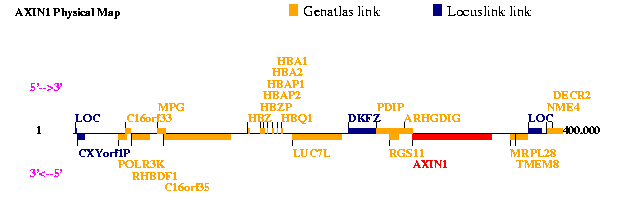 AXIN1 Physical Map
Genatlas link
Locuslink link
HBA1
HBA2
HBAP1
HBAP2
HBZP
5'-->3'
MPG
PDIP
DECR2
NME4
LOC
C16orf33
HBZ
HBQ1
DKFZ
ARHGDIG
LOC
1
400.000
CXYorf1P
LUC7L
RGS11
MRPL28
POLR3K
AXIN1
TMEM8
3'<--5'
RHBDF1
C16orf35